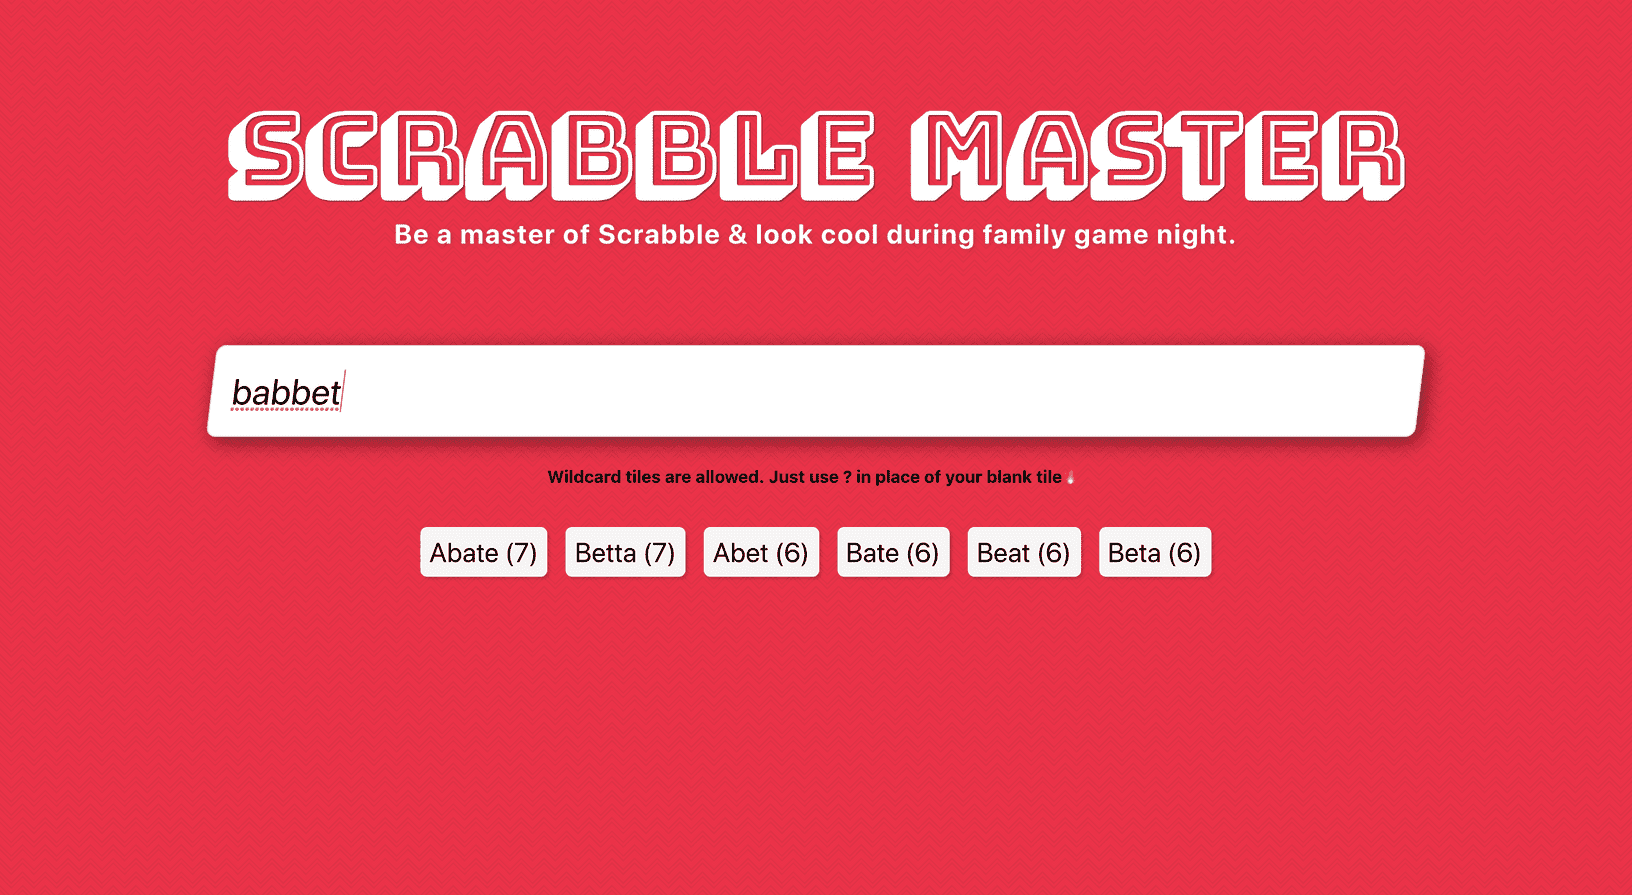 SCRABBLE MASTER
Be a master of Scrabble & look cool during family game night.
babbet
Wildcard tiles are allowed. Just use ? in place of your blank tile
Abate (7) Betta (7) Abet (6) Bate (6) Beat (6) Beta (6)